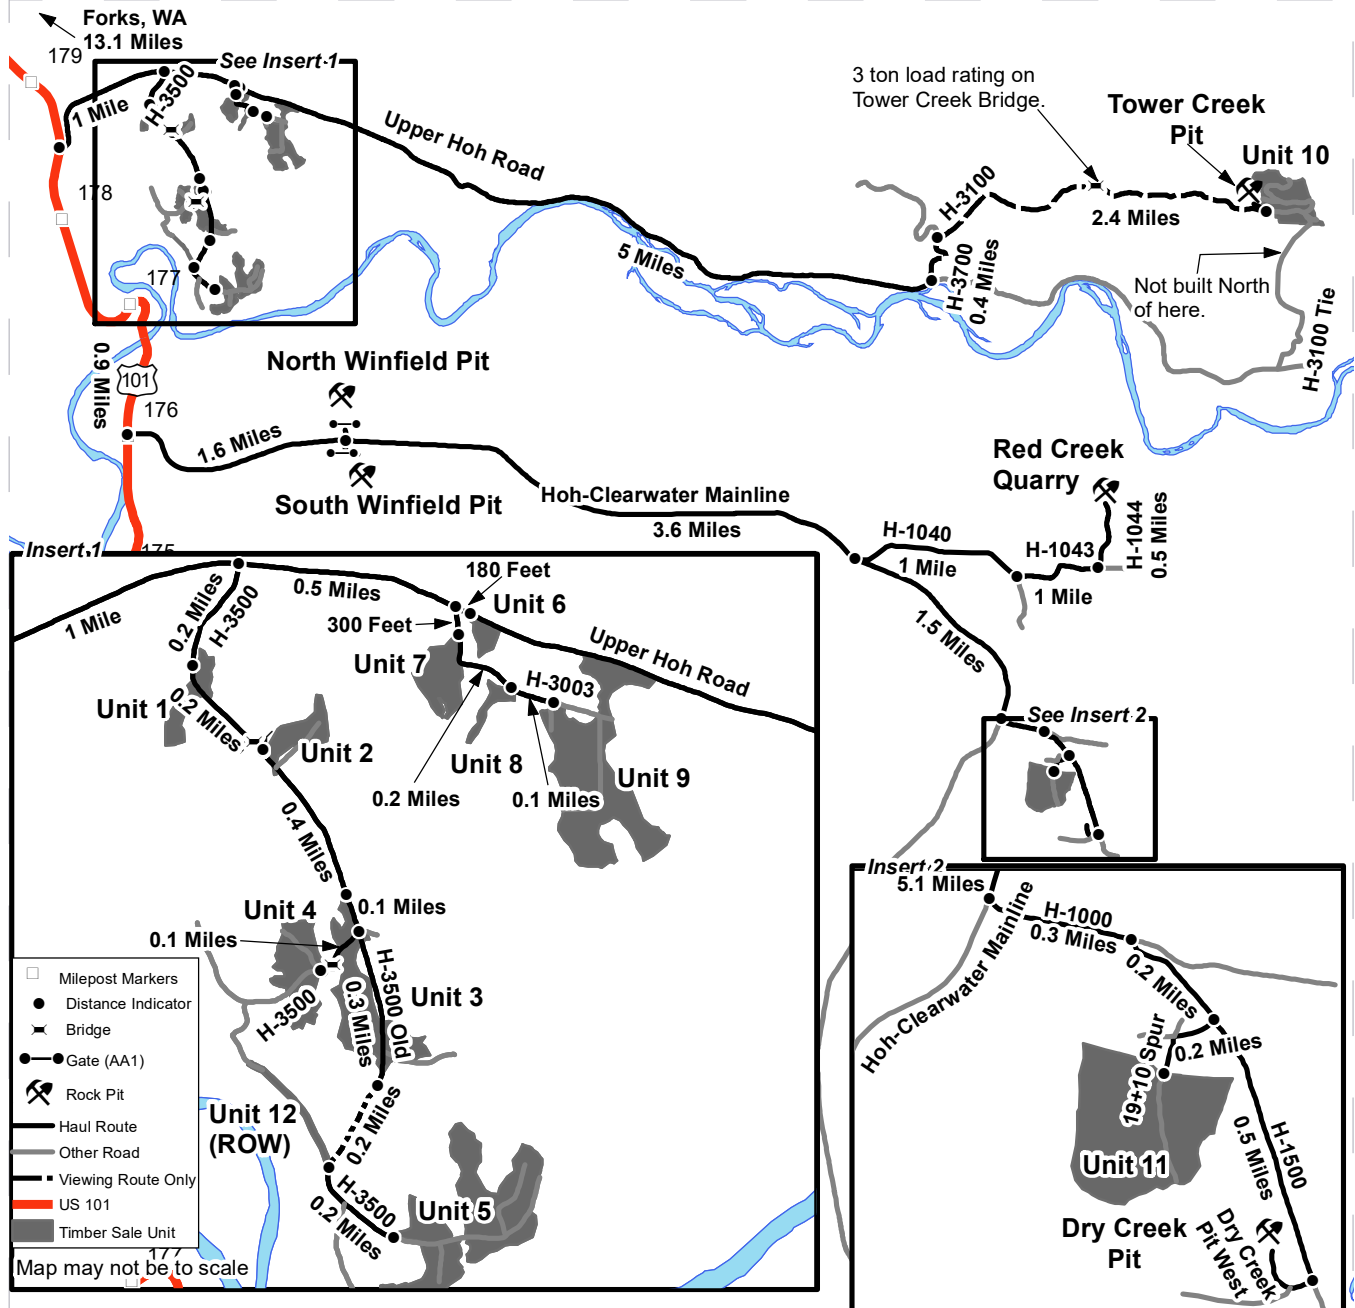 Forks, WA
13.1 Miles
179
See Insert 1
1 Mile
H-3500
178
177
Upper Hoh Road
5 Miles
3 ton load rating on
Tower Creek Bridge.
Tower Creek
Pit
Unit 10
H-3100
2.4 Miles
H-3700
0.4 Miles
Not built North
of here.
H-3100 Tie
0.9 Miles
101
176
North Winfield Pit
1.6 Miles
South Winfield Pit
Hoh-Clearwater Mainline
3.6 Miles
Red Creek
Quarry
H-1040
1 Mile
H-1043
1 Mile
H-1044
0.5 Miles
1.5 Miles
See Insert 2
175
Insert 1
1 Mile
0.2 Miles
H-3500
0.5 Miles
180 Feet
Unit 6
300 Feet
Unit 7
Upper Hoh Road
H-3003
Unit 1
0.2 Miles
Unit 2
Unit 8
Unit 9
0.2 Miles
0.1 Miles
0.4 Miles
0.1 Miles
Unit 4
0.1 Miles
H-3500
0.3 Miles
H-3500 Old
Unit 3
Unit 12
(ROW)
0.2 Miles
H-3500
0.2 Miles
Unit 5
Milepost Markers
Distance Indicator
Bridge
Gate (AA1)
Rock Pit
Haul Route
Other Road
Viewing Route Only
US 101
Timber Sale Unit
177
Map may not be to scale
Insert 2
5.1 Miles
Hoh-Clearwater Mainline
H-1000
0.3 Miles
0.2 Miles
0.2 Miles
19+10 Spur
Unit 11
H-1500
0.5 Miles
Dry Creek
Pit
Dry Creek
Pit West